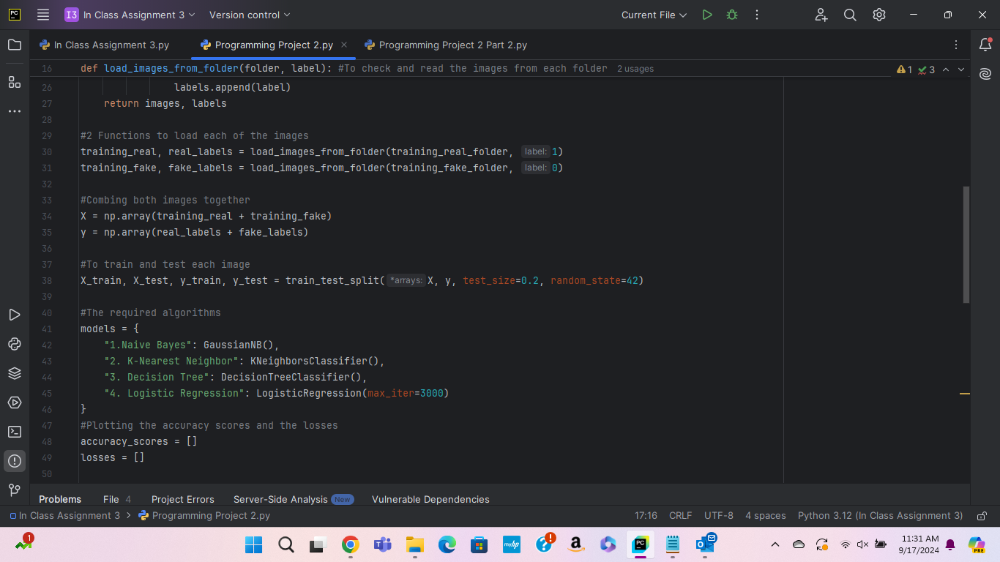 PC I3 In Class Assignment 3 Version control Current File
In Class Assignment 3.py Programming Project 2.py Programming Project 2 Part 2.py
16 def load_images_from_folder(folder, label): #To check and read the images from each folder 2 usages 1 3
26 labels.append(label)
27 return images, labels
28
29 #2 Functions to load each of the images
30 training_real, real_labels = load_images_from_folder(training_real_folder, label: 1)
31 training_fake, fake_labels = load_images_from_folder(training_fake_folder, label: 0)
32
33 #Combing both images together
34 X = np.array(training_real + training_fake)
35 y = np.array(real_labels + fake_labels)
36
37 #To train and test each image
38 X_train, X_test, y_train, y_test = train_test_split( *arrays: X, y, test_size=0.2, random_state=42)
39
40 #The required algorithms
41 models = {
42 "1.Naive Bayes": GaussianNB(),
43 "2. K-Nearest Neighbor": KNeighborsClassifier(),
44 "3. Decision Tree": DecisionTreeClassifier(),
45 "4. Logistic Regression": LogisticRegression(max_iter=3000)
46 }
47 #Plotting the accuracy scores and the losses
48 accuracy_scores = []
49 losses = []
50
Problems File 4 Project Errors Server-Side Analysis New Vulnerable Dependencies
In Class Assignment 3 Programming Project 2.py 17:16 CRLF UTF-8 4 spaces Python 3.12 (In Class Assignment 3)
1 myhp PC 11:31 AM PRE
9/17/2024